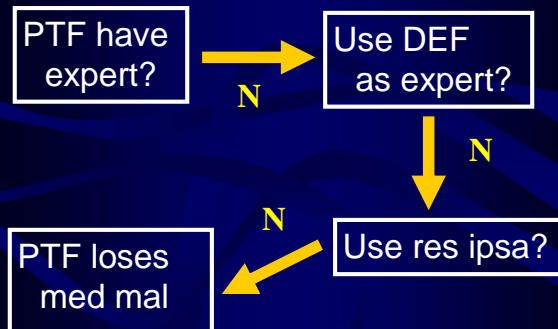 PTF have
expert?
N
Use DEF
as expert?
N
Use res ipsa?
N
PTF loses
med mal